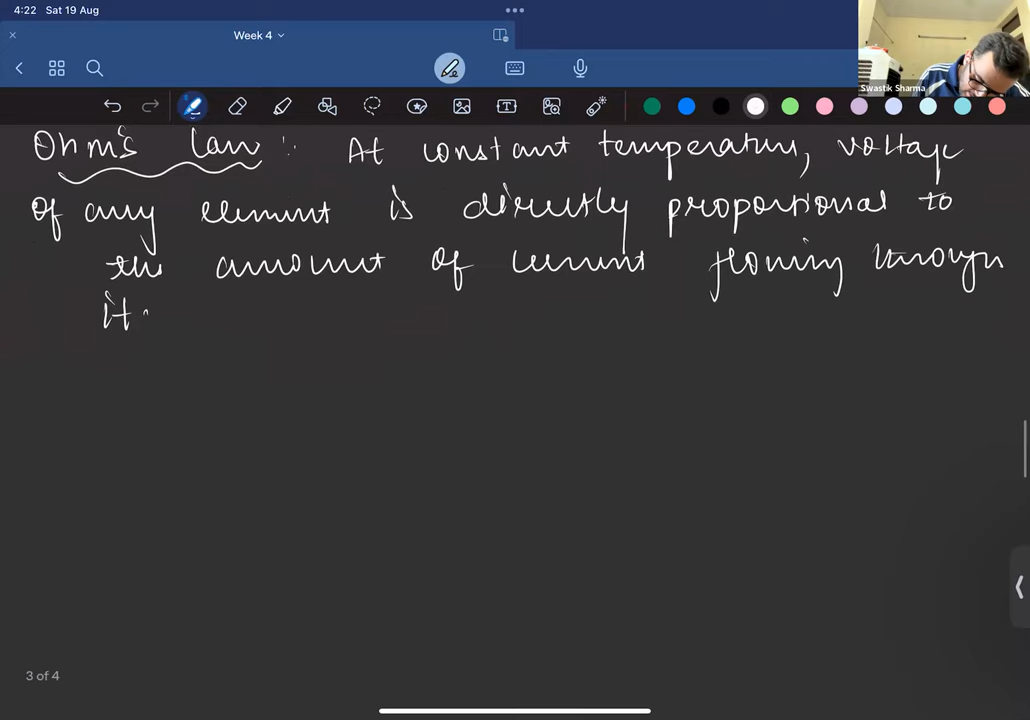 4:22 Sat 19 Aug
Week 4
Swastik Sharma
Ohm's law :- At constant temperature, voltage
Of any element is directly proportional to
the amount of current flowing through
it.
3 of 4